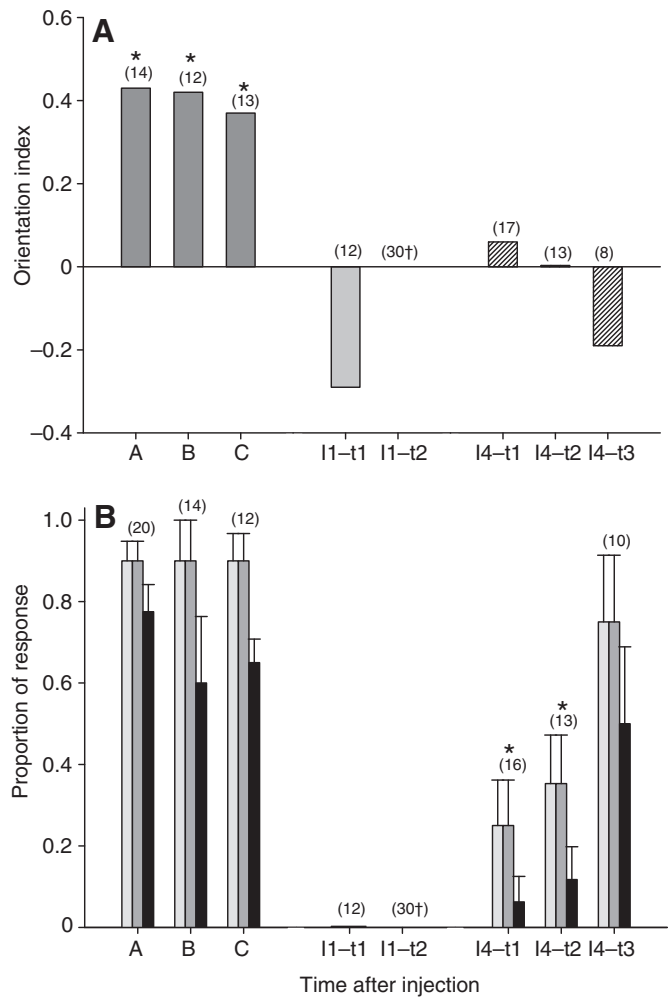 A
0.6
0.4
0.2
0
–0.2
–0.4
Orientation index
* * *
(14) (12) (13)
(12) (30†)
(17) (13) (8)
A B C I1–t1 I1–t2 I4–t1 I4–t2 I4–t3
B
1.0
0.8
0.6
0.4
0.2
0
Proportion of response
(20) (14) (12)
(12) (30†)
* *
(16) (13) (10)
A B C I1–t1 I1–t2 I4–t1 I4–t2 I4–t3
Time after injection